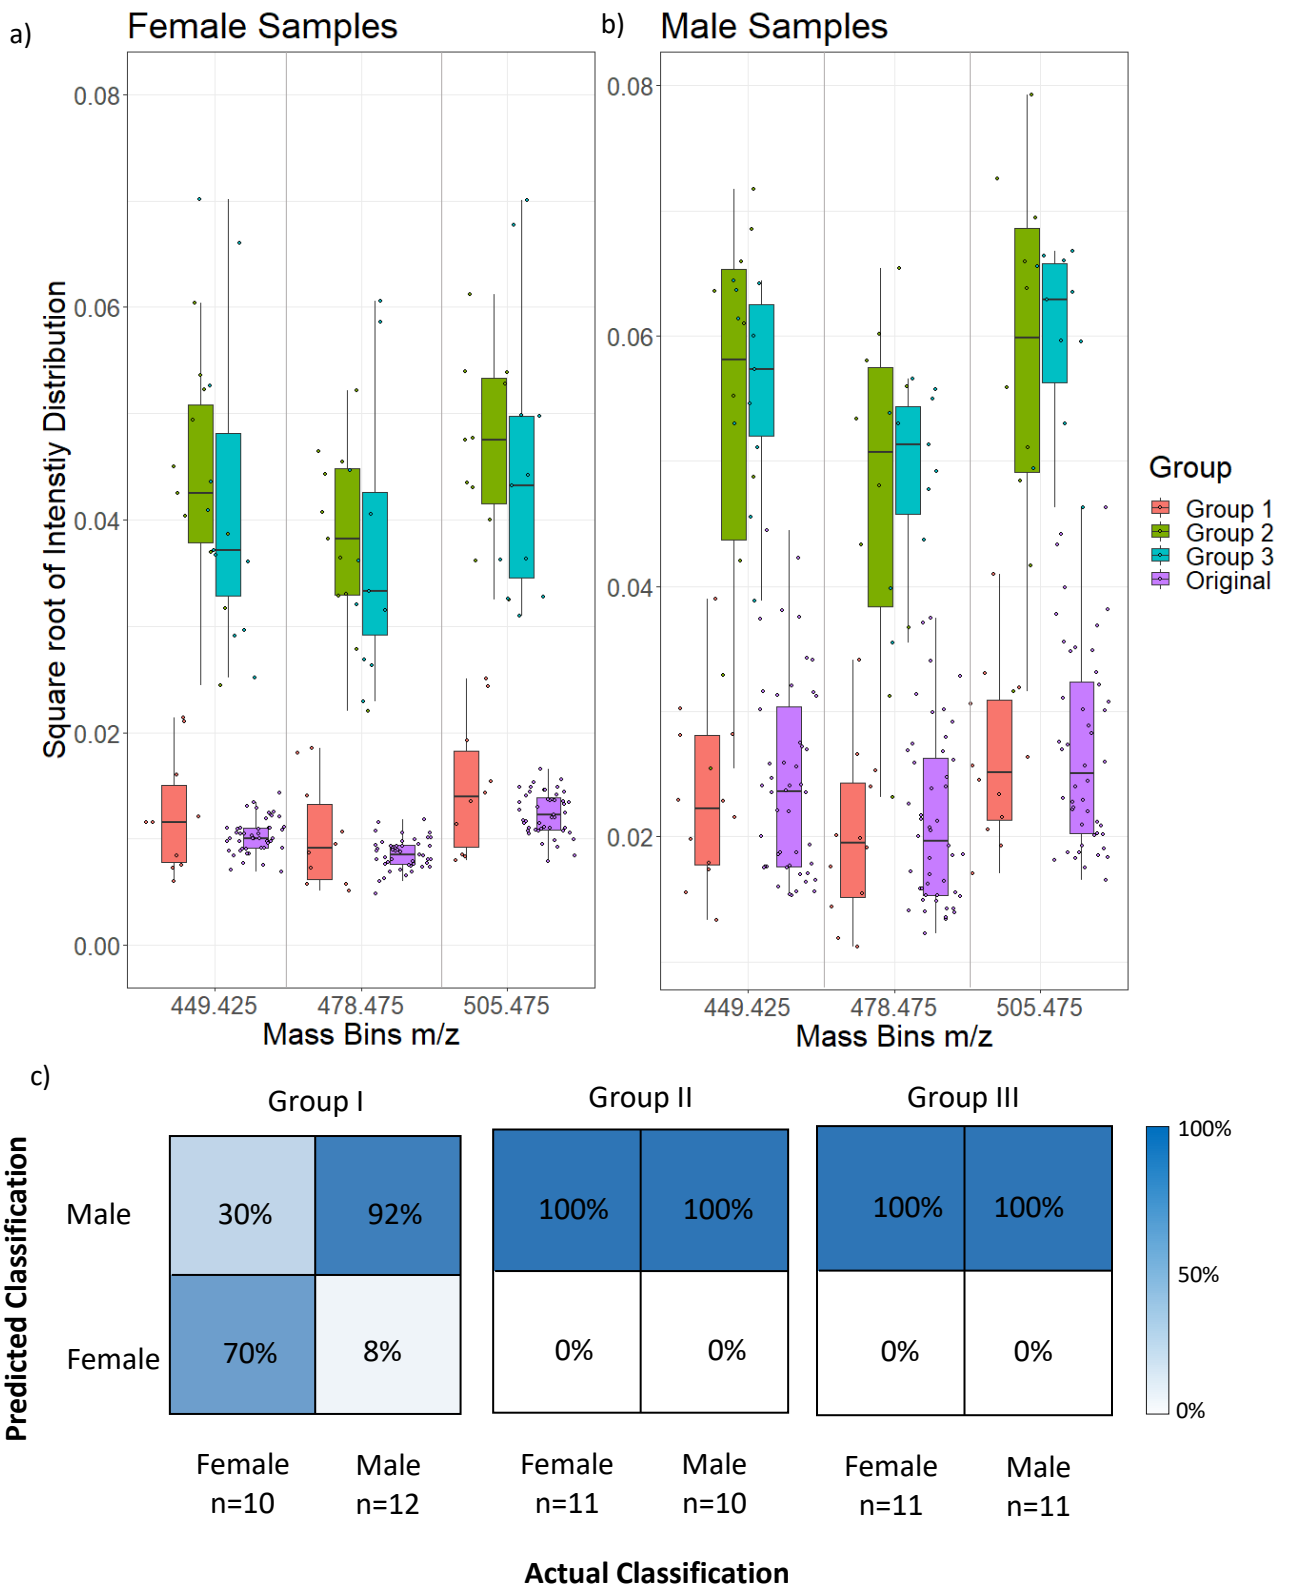 a)
Female Samples
b)
Male Samples
Square root of Intenstiy Distribution
0.08
0.06
0.04
0.02
0.00
449.425
478.475
505.475
Mass Bins m/z
0.08
0.06
0.04
0.02
449.425
478.475
505.475
Mass Bins m/z
Group
Group 1
Group 2
Group 3
Original
c)
Group I
Group II
Group III
Predicted Classification
Male
30%
92%
100%
100%
100%
100%
Female
70%
8%
0%
0%
0%
0%
100%
50%
0%
Female
n=10
Male
n=12
Female
n=11
Male
n=10
Female
n=11
Male
n=11
Actual Classification